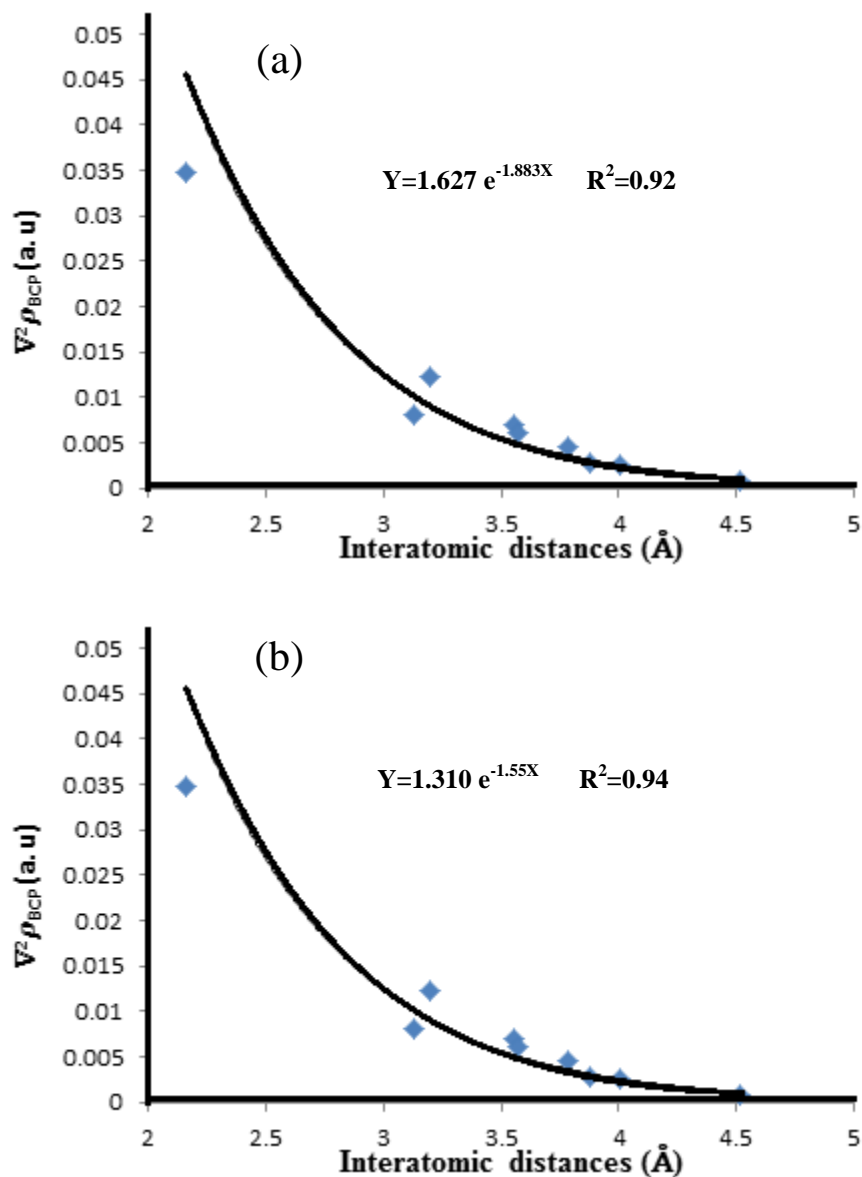 (a)
0.05
0.045
0.04
0.035
0.03
0.025
0.02
0.015
0.01
0.005
0
∇²ρBCP (a.u)
Y=1.627 e^-1.883X R²=0.92
2 2.5 3 3.5 4 4.5 5
Interatomic distances (Å)
(b)
0.05
0.045
0.04
0.035
0.03
0.025
0.02
0.015
0.01
0.005
0
∇²ρBCP (a.u)
Y=1.310 e^-1.55X R²=0.94
2 2.5 3 3.5 4 4.5 5
Interatomic distances (Å)